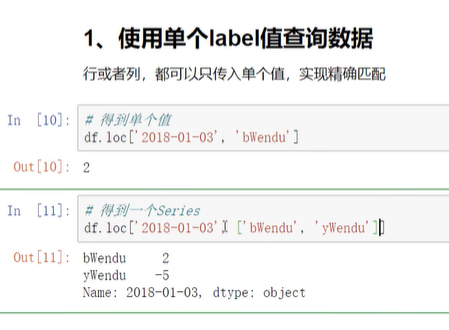 1、使用单个label值查询数据
行或者列，都可以只传入单个值，实现精确匹配
In [10]: # 得到单个值
df.loc['2018-01-03', 'bWendu']
Out[10]: 2
In [11]: # 得到一个Series
df.loc['2018-01-03', ['bWendu', 'yWendu']]
Out[11]: bWendu 2
yWendu -5
Name: 2018-01-03, dtype: object